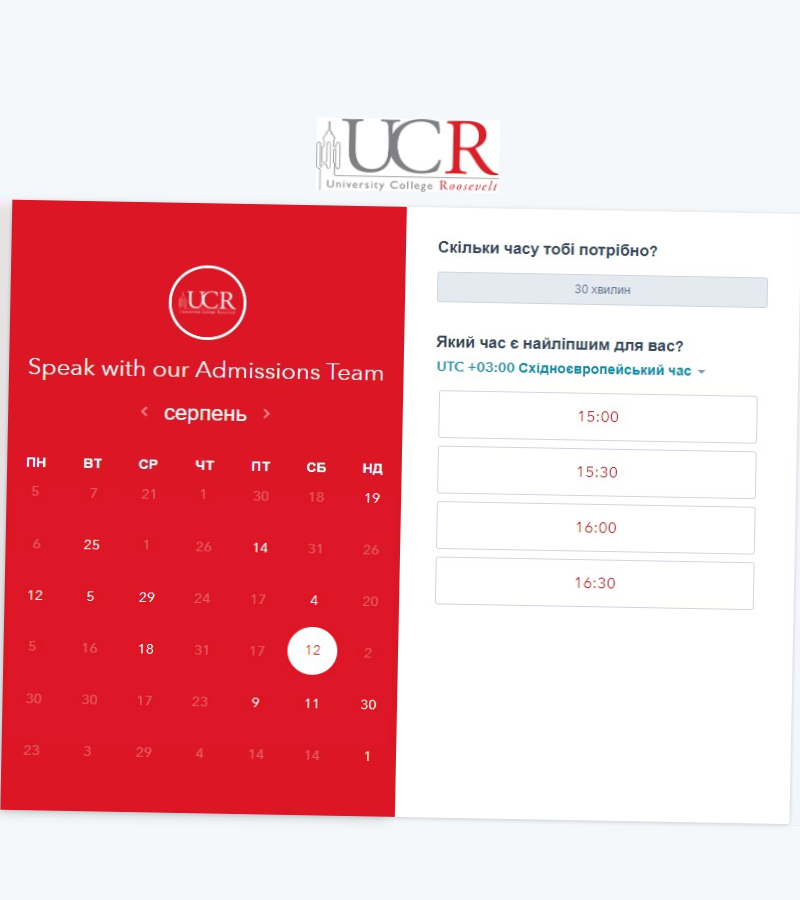 UCR
University College Roosevelt
UCR
Speak with our Admissions Team
серпень
ПН ВТ СР ЧТ ПТ СБ НД
5 7 21 1 30 18 19
6 25 1 26 14 31 26
12 5 29 24 17 4 20
5 16 18 31 17 12 2
30 30 17 23 9 11 30
23 3 29 4 14 14 1
Скільки часу тобі потрібно?
30 хвилин
Який час є найліпшим для вас?
UTC +03:00 Східноєвропейський час
15:00
15:30
16:00
16:30